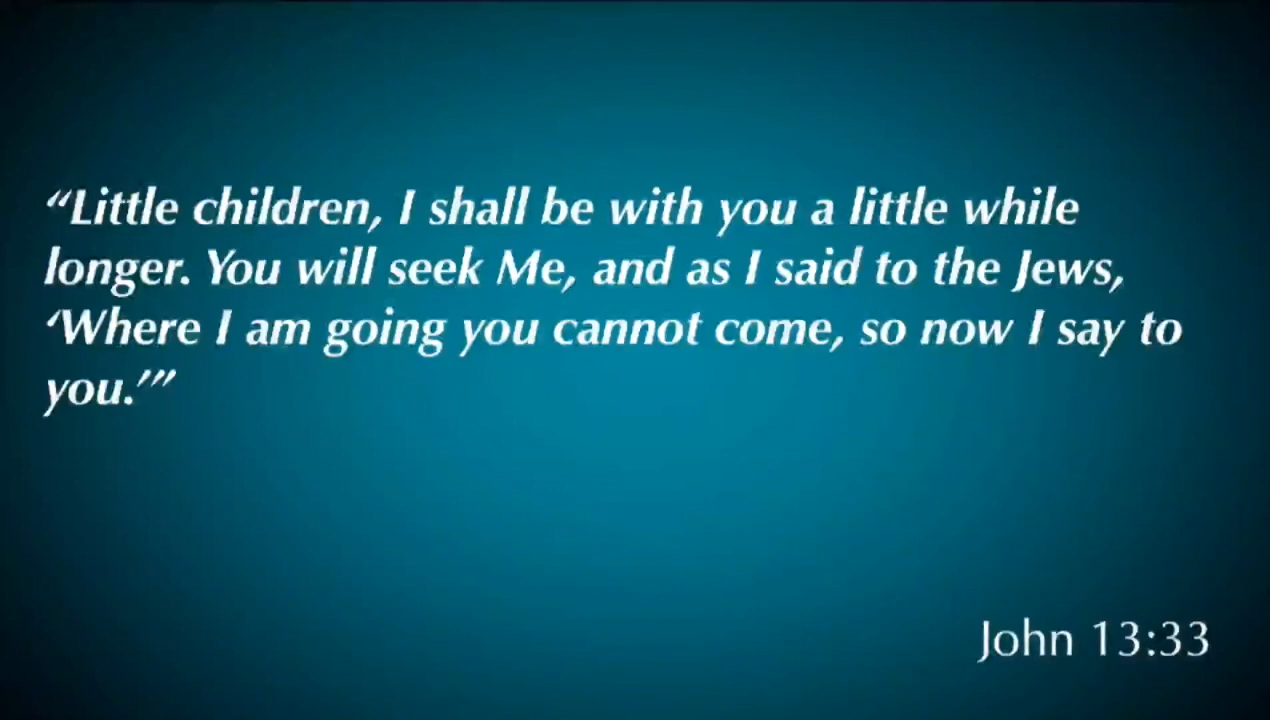 “Little children, I shall be with you a little while
longer. You will seek Me, and as I said to the Jews,
‘Where I am going you cannot come, so now I say to
you.’”
John 13:33